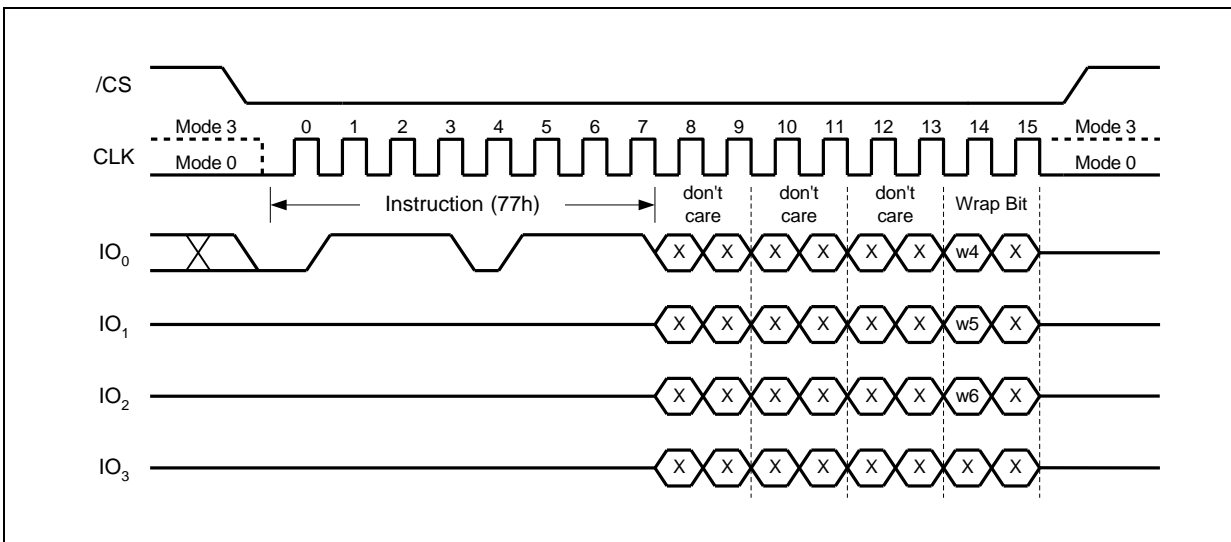 /CS
Mode 3 0 1 2 3 4 5 6 7 8 9 10 11 12 13 14 15 Mode 3
CLK
Mode 0 Mode 0
Instruction (77h)
don't care don't care don't care Wrap Bit
IO0 X X X X X X w4 X
IO1 X X X X X X w5 X
IO2 X X X X X X w6 X
IO3 X X X X X X X X